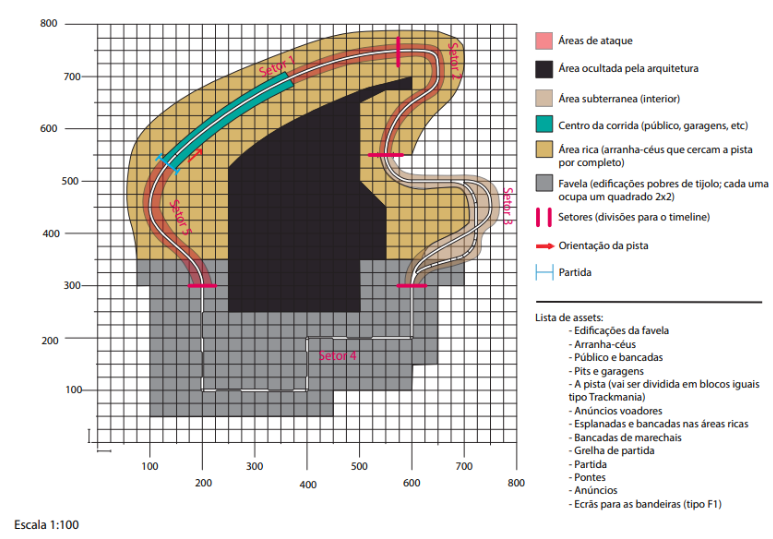 800
700
600
500
400
300
200
100
100
200
300
400
500
600
700
800
Setor 1
Setor 2
Setor 3
Setor 4
Setor 5
Áreas de ataque
Área ocultada pela arquitetura
Área subterranea (interior)
Centro da corrida (público, garagens, etc)
Área rica (arranha-céus que cercam a pista
por completo)
Favela (edificações pobres de tijolo; cada uma
ocupa um quadrado 2x2)
Setores (divisões para o timeline)
Orientação da pista
Partida
Lista de assets:
- Edificações da favela
- Arranha-céus
- Público e bancadas
- Pits e garagens
- A pista (vai ser dividida em blocos iguais
tipo Trackmania)
- Anúncios voadores
- Esplanadas e bancadas nas áreas ricas
- Bancadas de marechais
- Grelha de partida
- Partida
- Pontes
- Anúncios
- Ecrãs para as bandeiras (tipo F1)
Escala 1:100